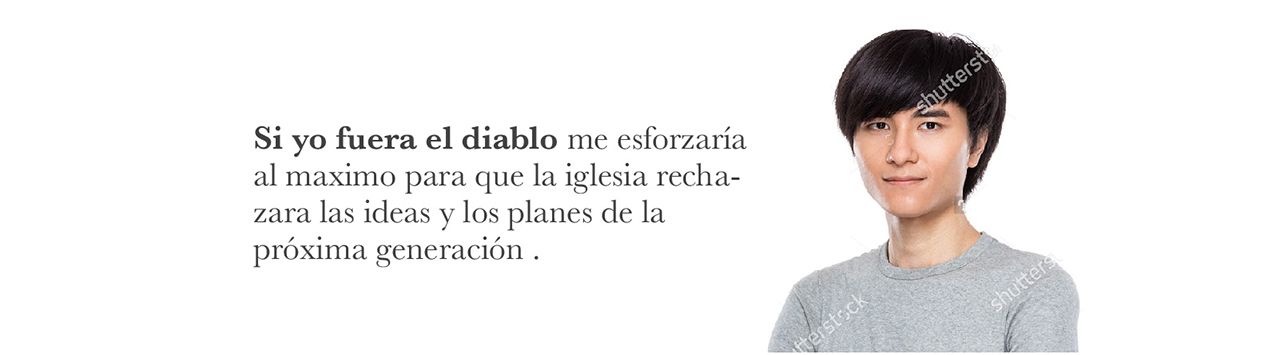 Si yo fuera el diablo me esforzaría
al maximo para que la iglesia recha-
zara las ideas y los planes de la
próxima generación .
shutterstock
shutterst
shutterstock